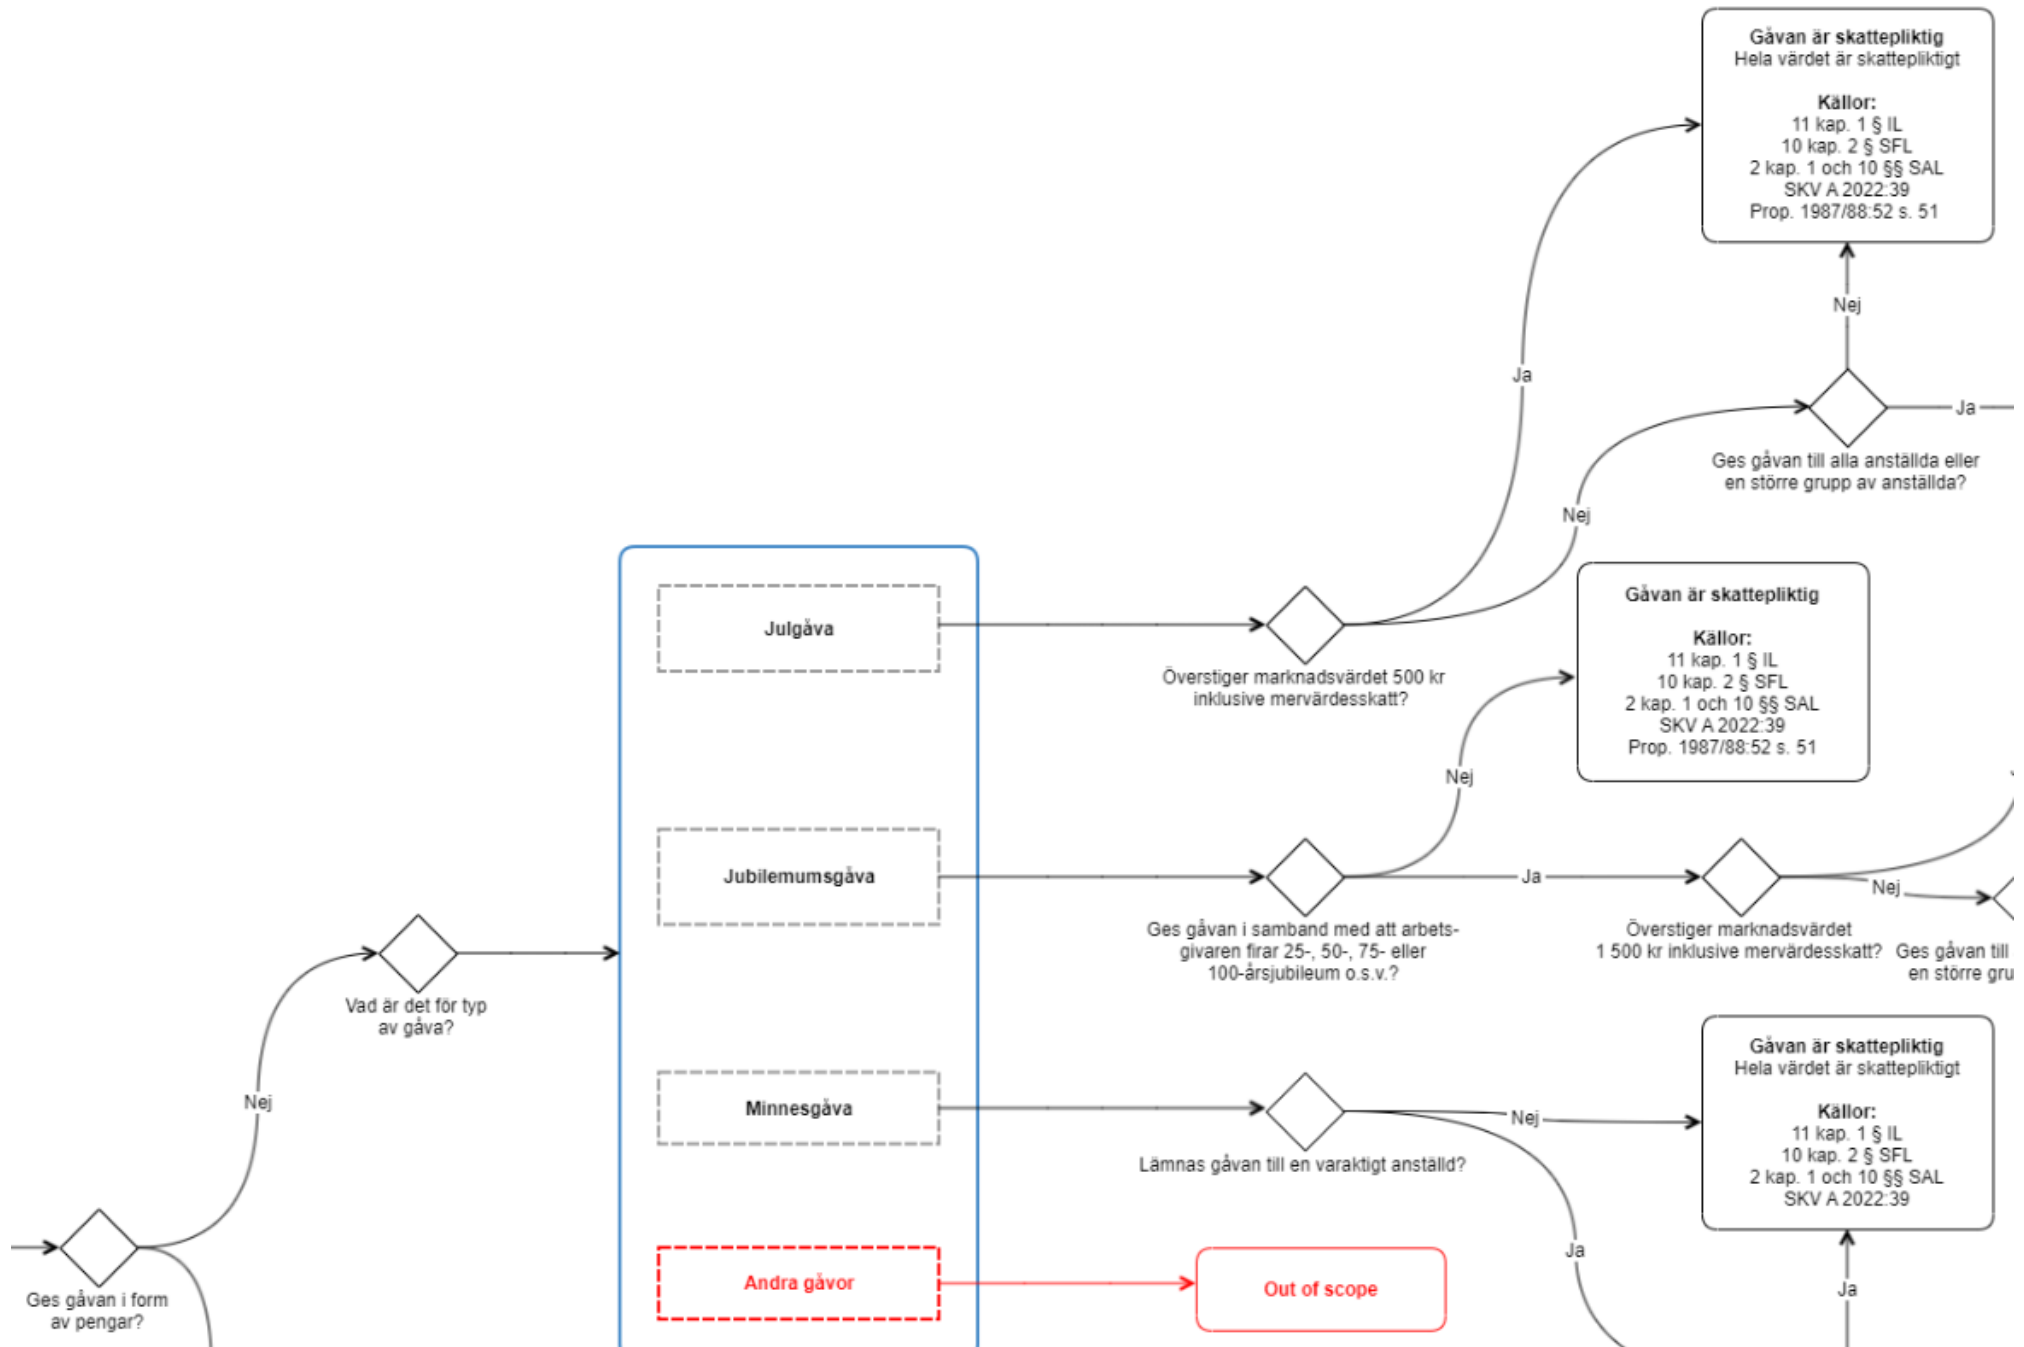 Gåvan är skattepliktig
Hela värdet är skattepliktigt
Källor:
11 kap. 1 § IL
10 kap. 2 § SFL
2 kap. 1 och 10 §§ SAL
SKV A 2022:39
Prop. 1987/88:52 s. 51
Nej
Ja
Ja
Ges gåvan till alla anställda eller
en större grupp av anställda?
Nej
Julgåva
Överstiger marknadsvärdet 500 kr
inklusive mervärdesskatt?
Gåvan är skattepliktig
Källor:
11 kap. 1 § IL
10 kap. 2 § SFL
2 kap. 1 och 10 §§ SAL
SKV A 2022:39
Prop. 1987/88:52 s. 51
Nej
Jubilemumsgåva
Ja
Nej
Ges gåvan i samband med att arbets-
givaren firar 25-, 50-, 75- eller
100-årsjubileum o.s.v.?
Överstiger marknadsvärdet
1 500 kr inklusive mervärdesskatt?
Ges gåvan till
en större gru
Vad är det för typ
av gåva?
Nej
Minnesgåva
Nej
Lämnas gåvan till en varaktigt anställd?
Gåvan är skattepliktig
Hela värdet är skattepliktigt
Källor:
11 kap. 1 § IL
10 kap. 2 § SFL
2 kap. 1 och 10 §§ SAL
SKV A 2022:39
Ja
Ja
Andra gåvor
Out of scope
Ges gåvan i form
av pengar?